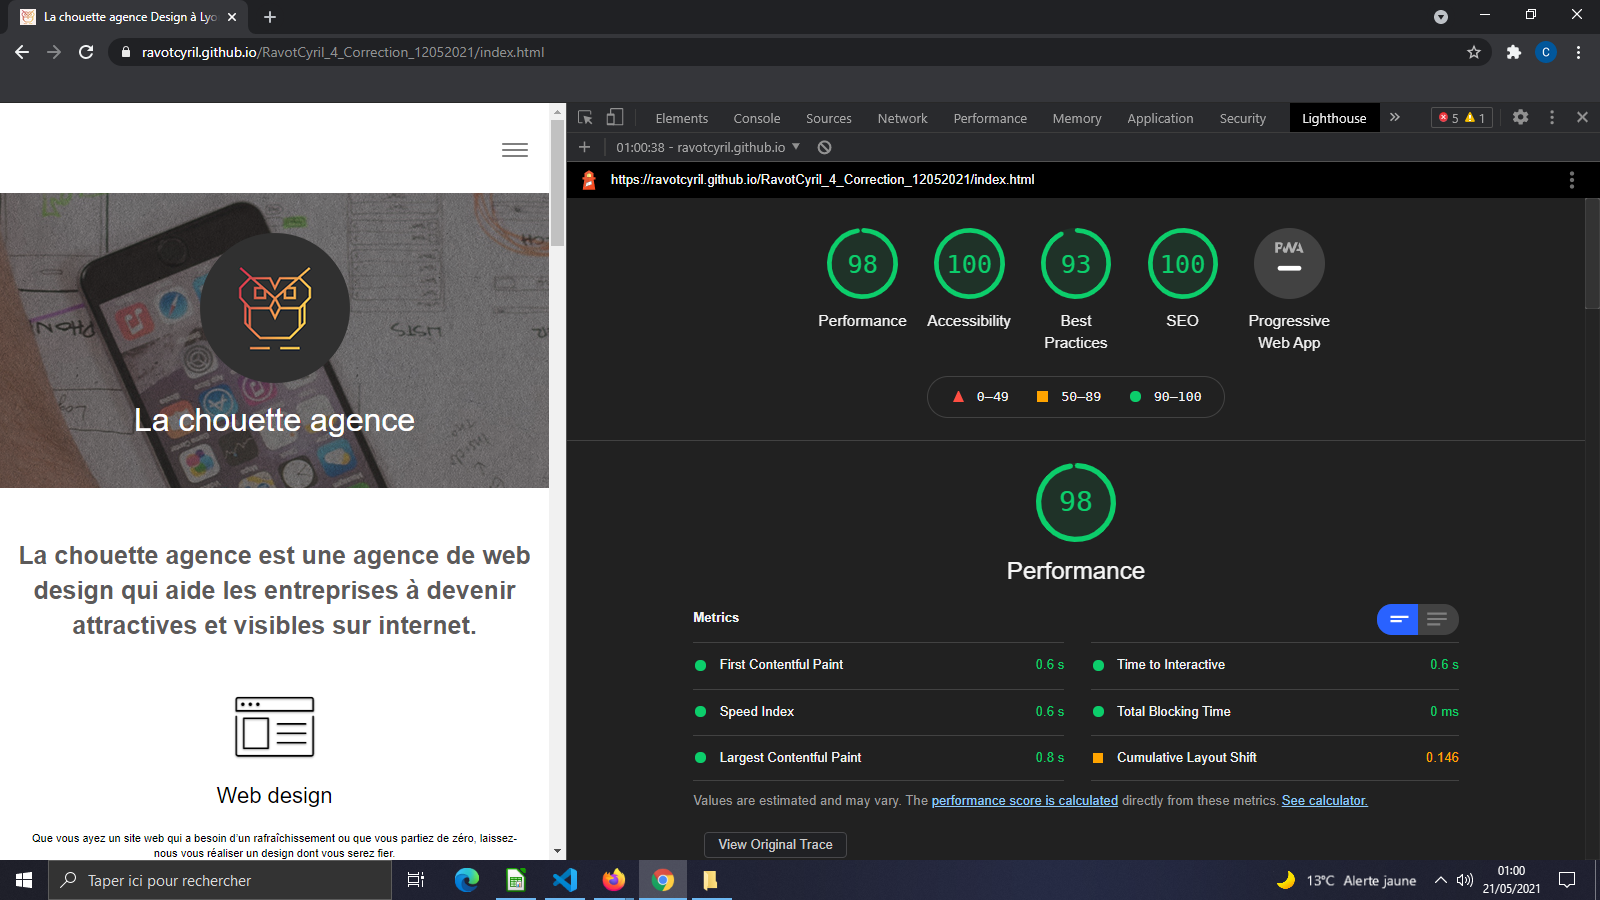 La chouette agence Design à Lyo
ravotcyril.github.io/RavotCyril_4_Correction_12052021/index.html
C
Elements Console Sources Network Performance Memory Application Security Lighthouse
5 1
01:00:38 - ravotcyril.github.io
https://ravotcyril.github.io/RavotCyril_4_Correction_12052021/index.html
98 100 93 100 PWA
Performance Accessibility Best Practices SEO Progressive Web App
0–49 50–89 90–100
98
Performance
Metrics
First Contentful Paint 0.6 s
Time to Interactive 0.6 s
Speed Index 0.6 s
Total Blocking Time 0 ms
Largest Contentful Paint 0.8 s
Cumulative Layout Shift 0.146
Values are estimated and may vary. The performance score is calculated directly from these metrics. See calculator.
View Original Trace
LISTS
La chouette agence
La chouette agence est une agence de web
design qui aide les entreprises à devenir
attractives et visibles sur internet.
Web design
Que vous ayez un site web qui a besoin d'un rafraîchissement ou que vous partiez de zéro, laissez-
nous vous réaliser un design dont vous serez fier.
Taper ici pour rechercher
13°C Alerte jaune
01:00
21/05/2021